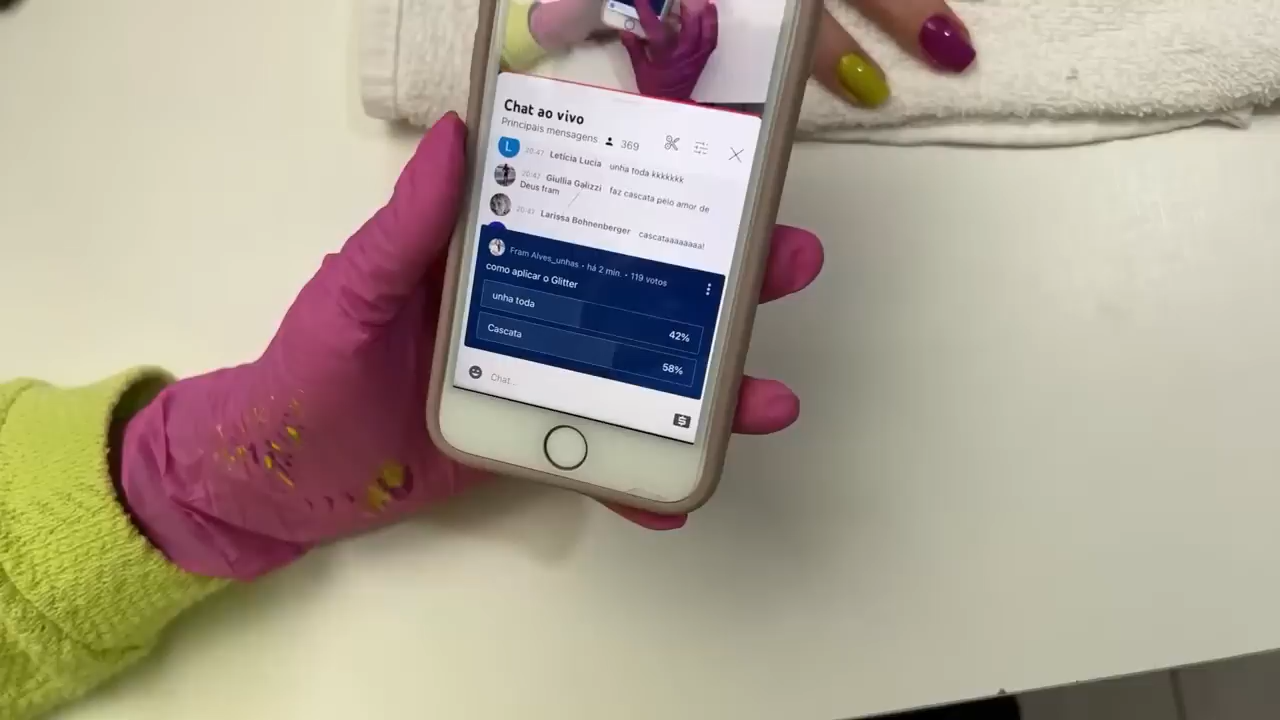 Chat ao vivo
Principais mensagens 369
L 20:47 Letícia Lucia unha toda kkkkkkk
20:47 Giullia Galizzi faz cascata pelo amor de
Deus fram
20:47 Larissa Bohnenberger cascataaaaaaa!
Fram Alves_unhas • há 2 min. • 119 votos
como aplicar o Glitter
unha toda 42%
Cascata 58%
Chat...
$